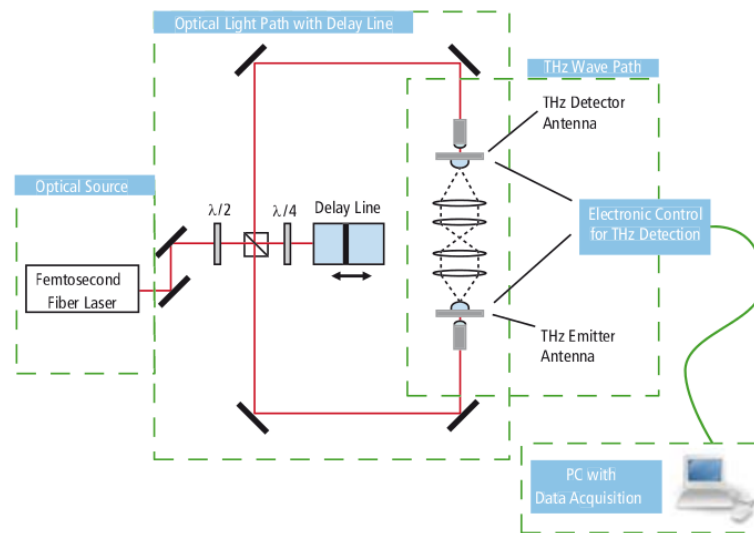 Optical Light Path with Delay Line
THz Wave Path
THz Detector
Antenna
Optical Source
λ/2
λ/4
Delay Line
Electronic Control
for THz Detection
Femtosecond
Fiber Laser
THz Emitter
Antenna
PC with
Data Acquisition